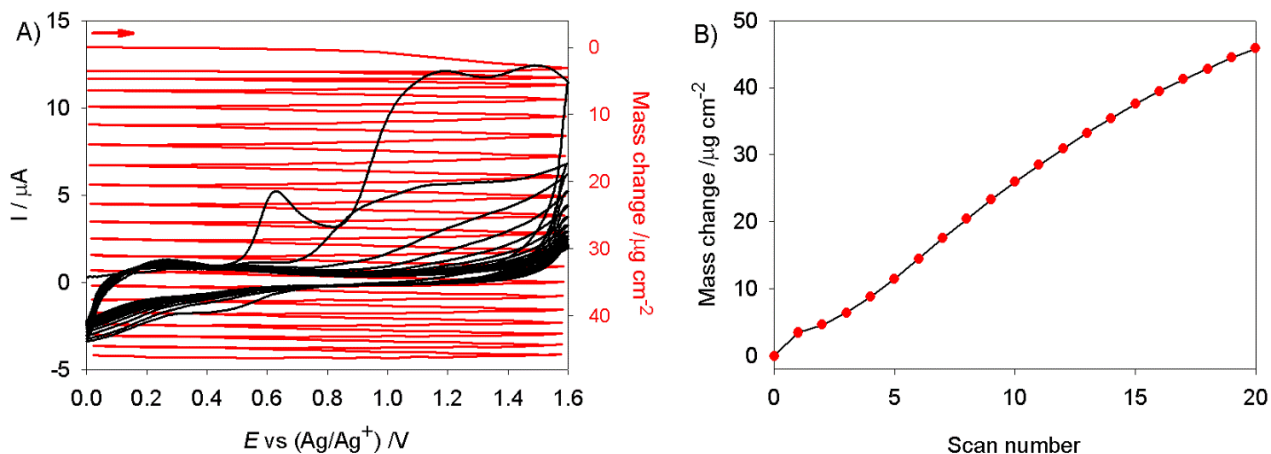 A)
I / µA
15
10
5
0
-5
0.0 0.2 0.4 0.6 0.8 1.0 1.2 1.4 1.6
E vs (Ag/Ag⁺) /V
0
10
20
30
40
Mass change /µg cm⁻²
B)
Mass change /µg cm⁻²
50
40
30
20
10
0
0 5 10 15 20
Scan number